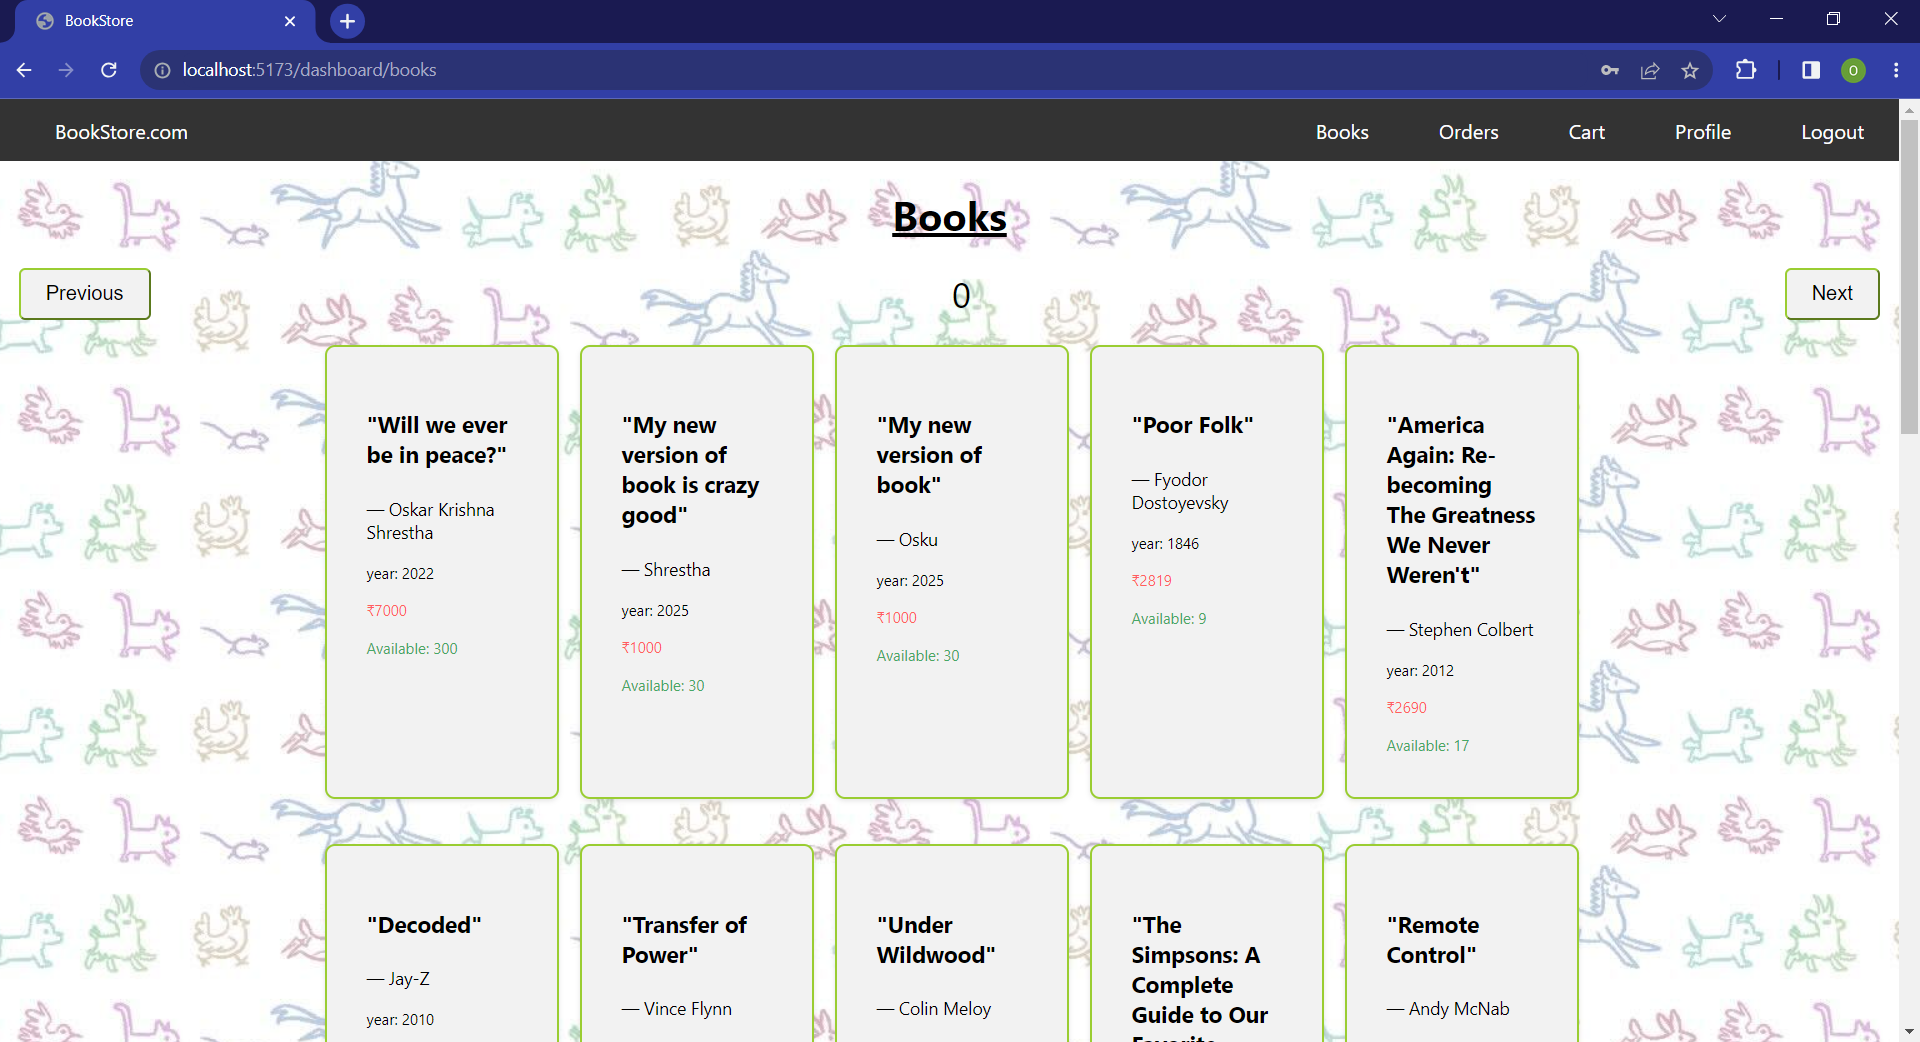 BookStore
localhost:5173/dashboard/books
O
BookStore.com
Books
Orders
Cart
Profile
Logout
Books
Previous
0
Next
"Will we ever
be in peace?"
— Oskar Krishna
Shrestha
year: 2022
₹7000
Available: 300
"My new
version of
book is crazy
good"
— Shrestha
year: 2025
₹1000
Available: 30
"My new
version of
book"
— Osku
year: 2025
₹1000
Available: 30
"Poor Folk"
— Fyodor
Dostoyevsky
year: 1846
₹2819
Available: 9
"America
Again: Re-
becoming
The Greatness
We Never
Weren't"
— Stephen Colbert
year: 2012
₹2690
Available: 17
"Decoded"
— Jay-Z
year: 2010
"Transfer of
Power"
— Vince Flynn
"Under
Wildwood"
— Colin Meloy
"The
Simpsons: A
Complete
Guide to Our
Favorite
"Remote
Control"
— Andy McNab